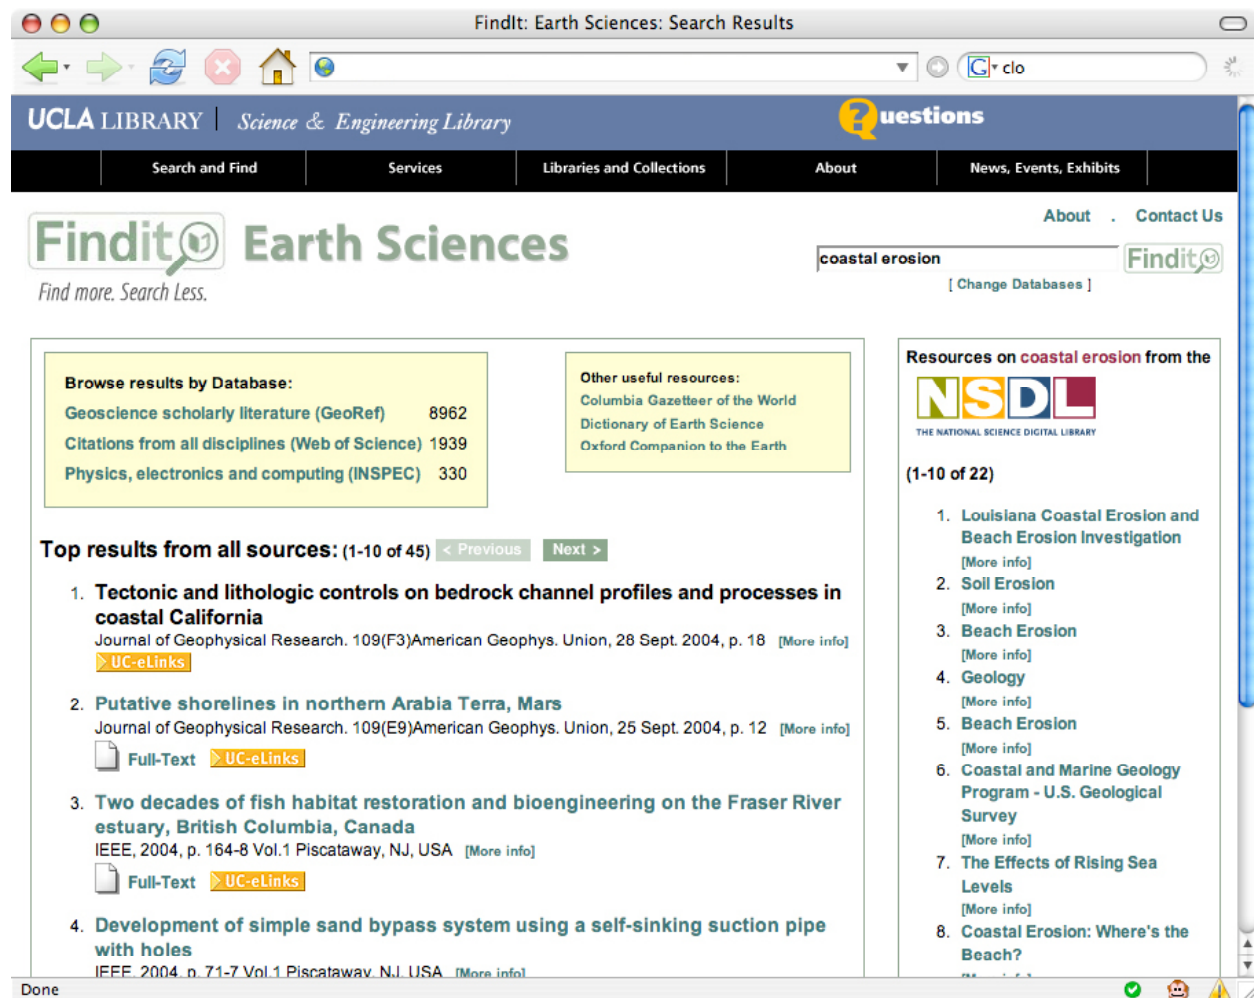 FindIt: Earth Sciences: Search Results
G clo
UCLA LIBRARY Science & Engineering Library
?uestions
Search and Find Services Libraries and Collections About News, Events, Exhibits
About . Contact Us
Findit Earth Sciences
Find more. Search Less.
coastal erosion Findit
[ Change Databases ]
Browse results by Database:
Geoscience scholarly literature (GeoRef) 8962
Citations from all disciplines (Web of Science) 1939
Physics, electronics and computing (INSPEC) 330
Other useful resources:
Columbia Gazetteer of the World
Dictionary of Earth Science
Oxford Companion to the Earth
Top results from all sources: (1-10 of 45) < Previous Next >
1. Tectonic and lithologic controls on bedrock channel profiles and processes in
coastal California
Journal of Geophysical Research. 109(F3)American Geophys. Union, 28 Sept. 2004, p. 18 [More info]
UC-eLinks
2. Putative shorelines in northern Arabia Terra, Mars
Journal of Geophysical Research. 109(E9)American Geophys. Union, 25 Sept. 2004, p. 12 [More info]
Full-Text UC-eLinks
3. Two decades of fish habitat restoration and bioengineering on the Fraser River
estuary, British Columbia, Canada
IEEE, 2004, p. 164-8 Vol.1 Piscataway, NJ, USA [More info]
Full-Text UC-eLinks
4. Development of simple sand bypass system using a self-sinking suction pipe
with holes
IEEE, 2004, p. 71-7 Vol.1 Piscataway, NJ, USA [More info]
Resources on coastal erosion from the
NSDL
THE NATIONAL SCIENCE DIGITAL LIBRARY
(1-10 of 22)
1. Louisiana Coastal Erosion and
Beach Erosion Investigation
[More info]
2. Soil Erosion
[More info]
3. Beach Erosion
[More info]
4. Geology
[More info]
5. Beach Erosion
[More info]
6. Coastal and Marine Geology
Program - U.S. Geological
Survey
[More info]
7. The Effects of Rising Sea
Levels
[More info]
8. Coastal Erosion: Where's the
Beach?
Done